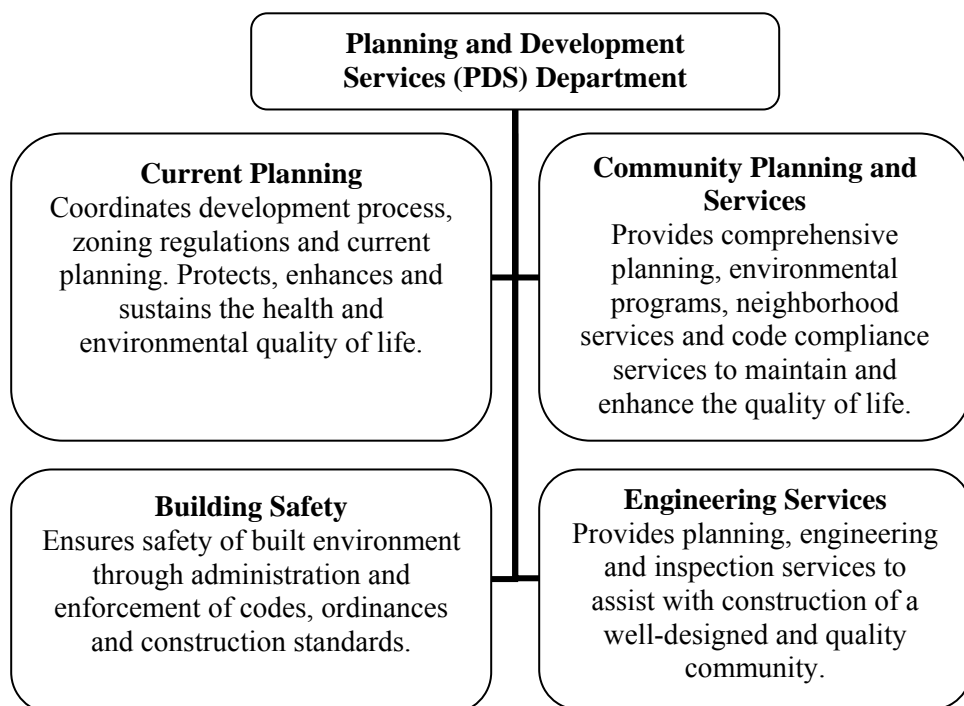 Planning and Development
Services (PDS) Department
Current Planning
Coordinates development process,
zoning regulations and current
planning. Protects, enhances and
sustains the health and
environmental quality of life.
Community Planning and
Services
Provides comprehensive
planning, environmental
programs, neighborhood
services and code compliance
services to maintain and
enhance the quality of life.
Building Safety
Ensures safety of built environment
through administration and
enforcement of codes, ordinances
and construction standards.
Engineering Services
Provides planning, engineering
and inspection services to
assist with construction of a
well-designed and quality
community.